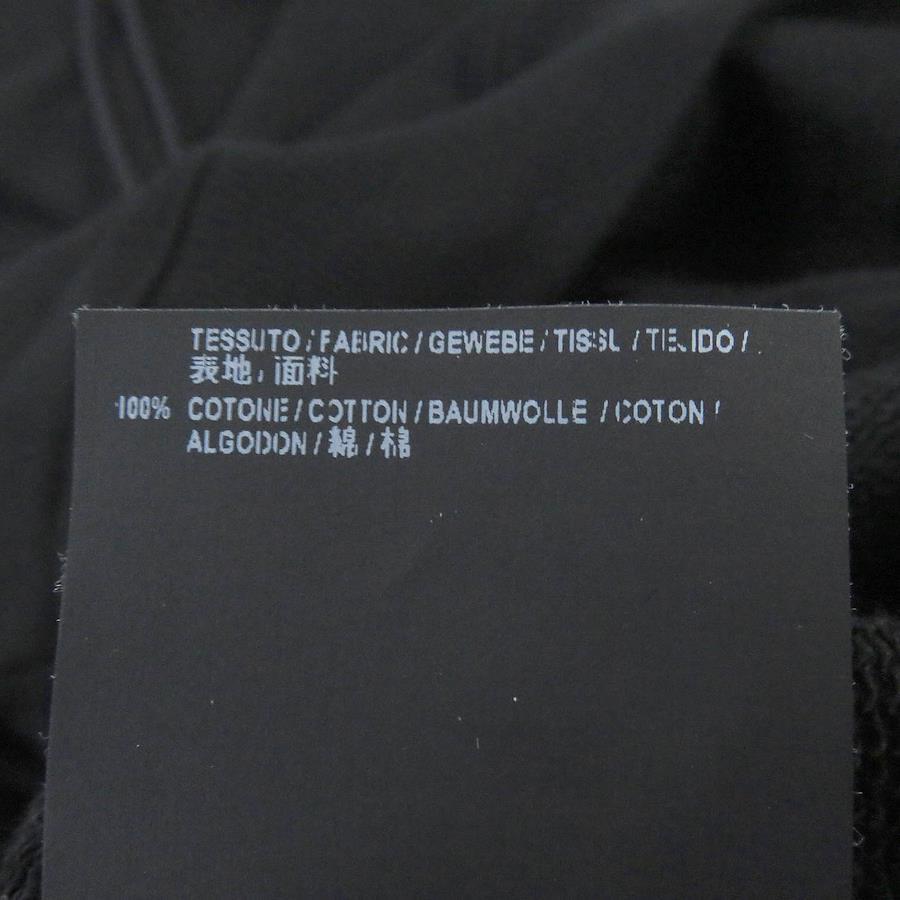 TESSUTO / FABRIC / GEWEBE / TISSU / TEJIDO /
表地 / 面料
100% COTONE / COTTON / BAUMWOLLE / COTON /
ALGODON / 綿 / 棉